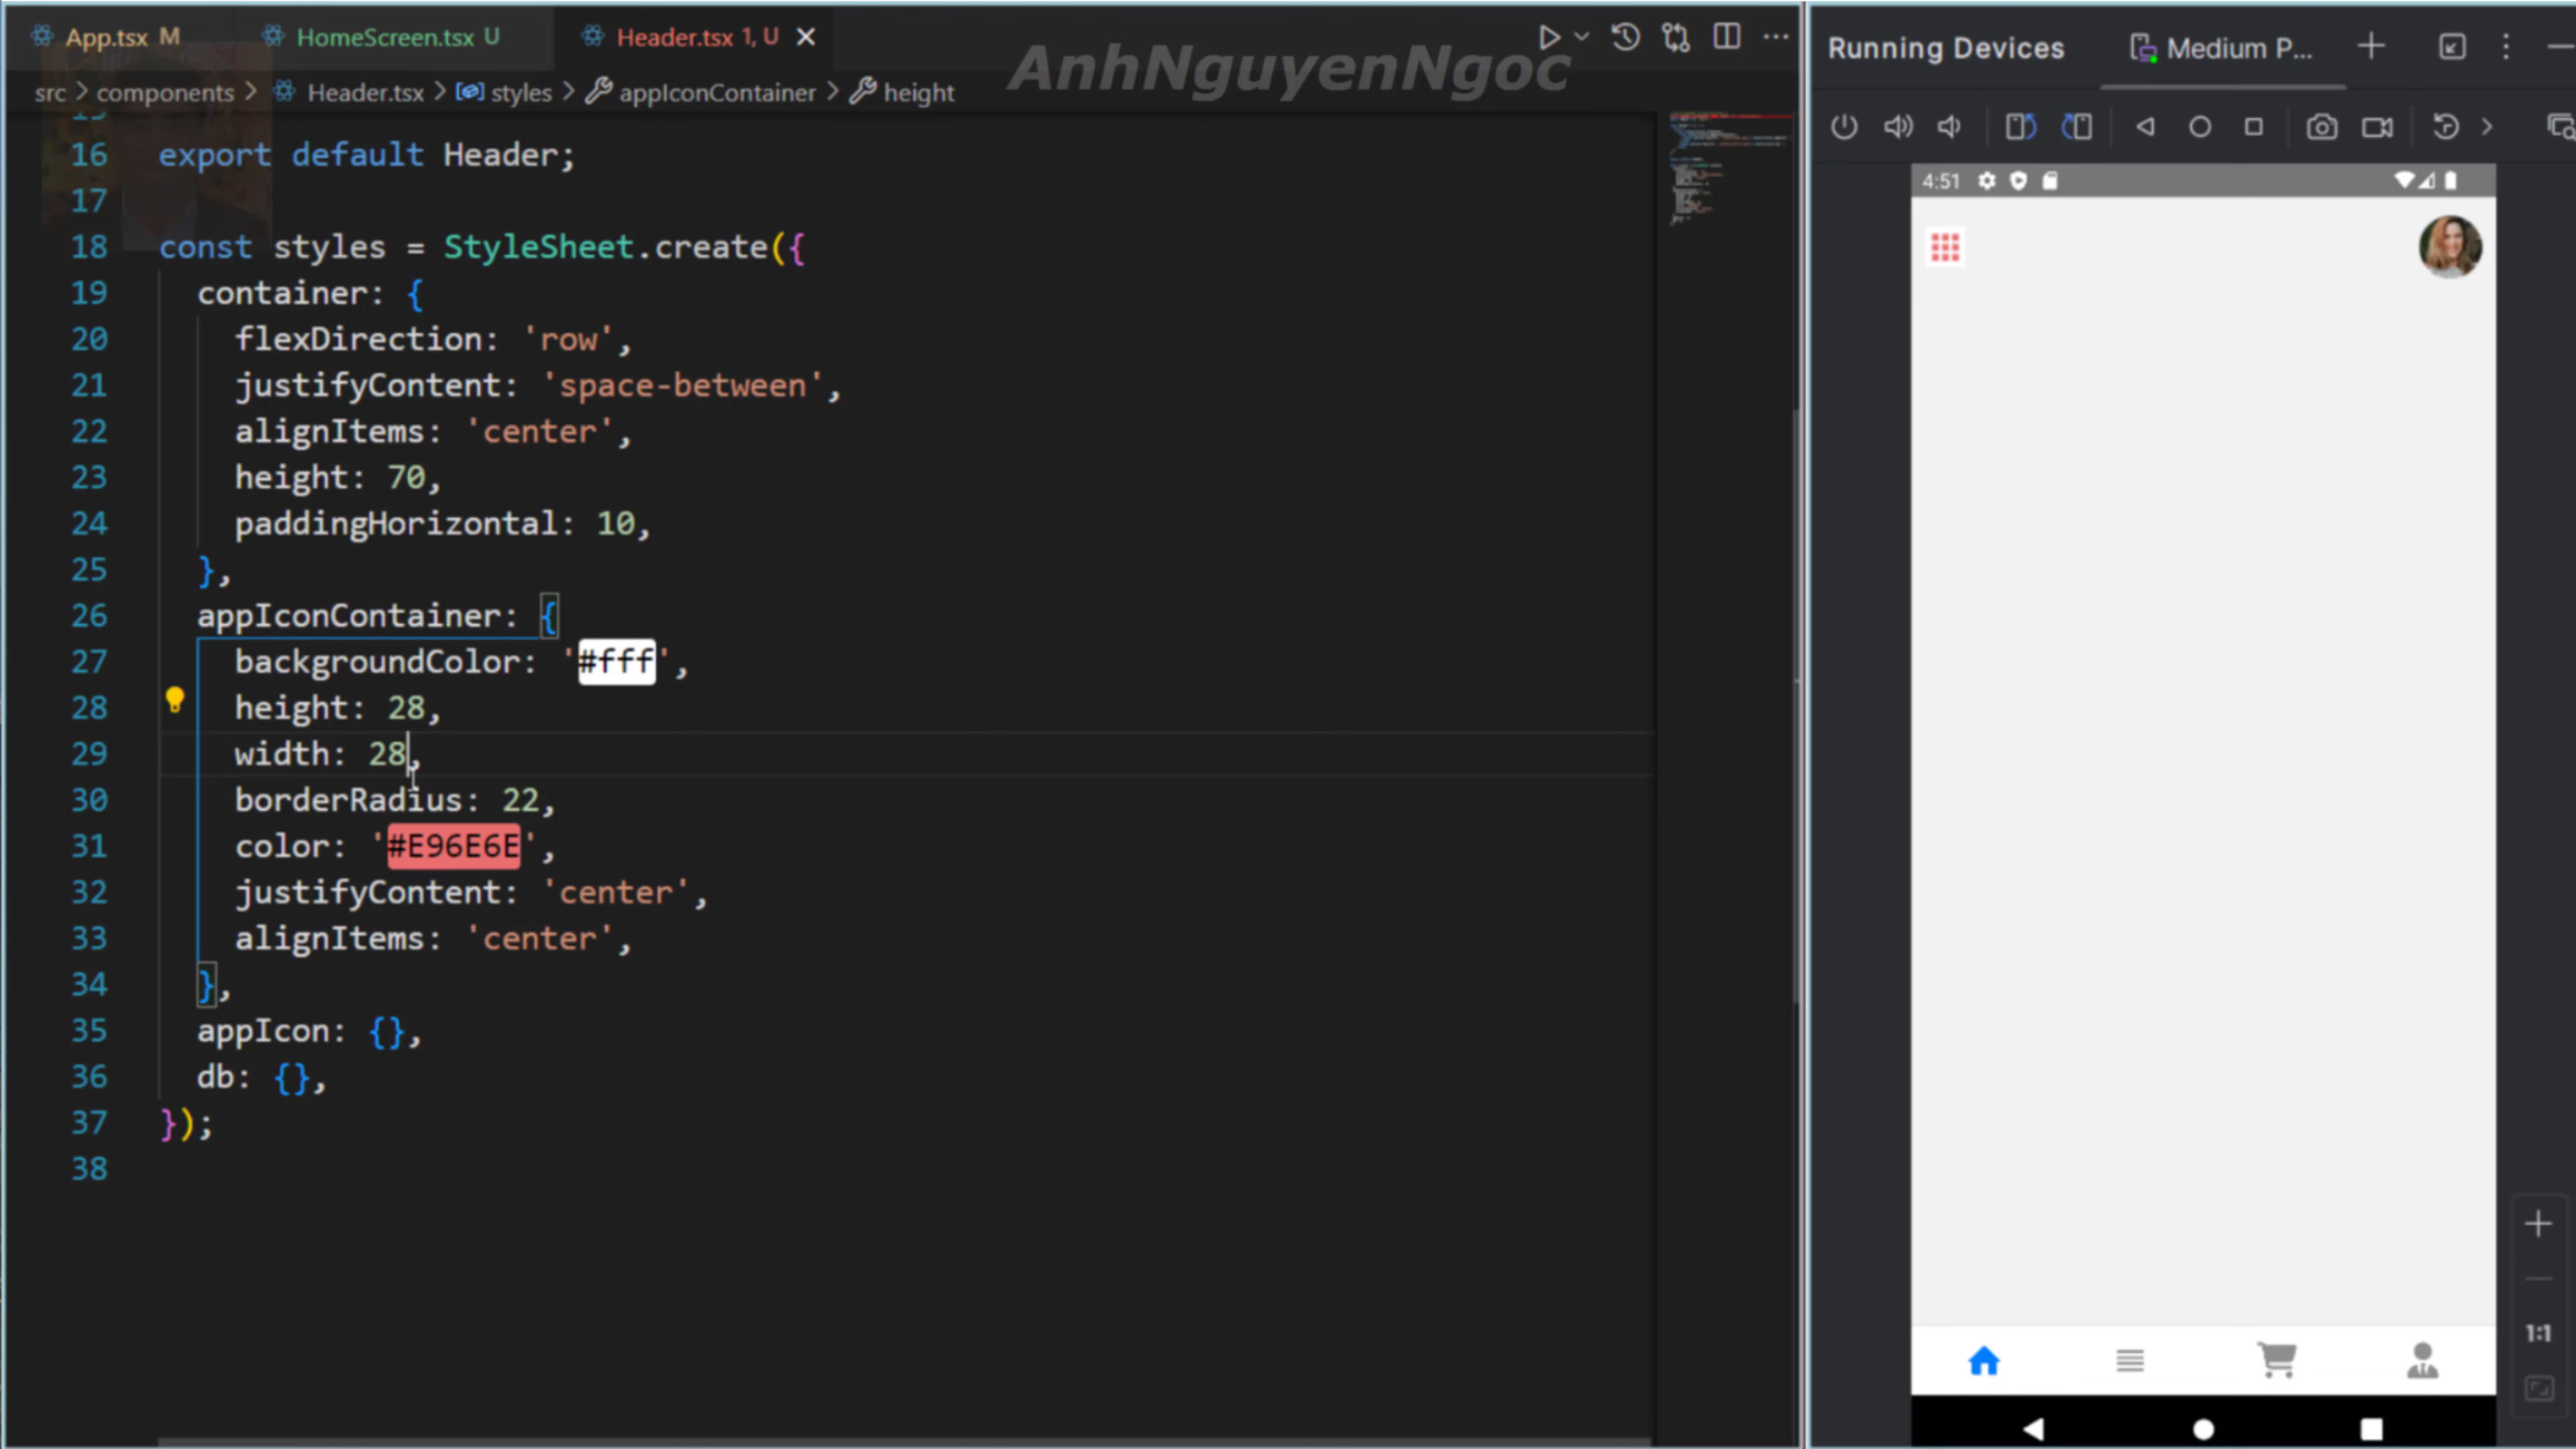 App.tsx M
HomeScreen.tsx U
Header.tsx 1, U
AnhNguyenNgoc
src > components > Header.tsx > styles > appIconContainer > height
15
16 export default Header;
17
18 const styles = StyleSheet.create({
19 container: {
20 flexDirection: 'row',
21 justifyContent: 'space-between',
22 alignItems: 'center',
23 height: 70,
24 paddingHorizontal: 10,
25 },
26 appIconContainer: {
27 backgroundColor: '#fff',
28 height: 28,
29 width: 28,
30 borderRadius: 22,
31 color: '#E96E6E',
32 justifyContent: 'center',
33 alignItems: 'center',
34 },
35 appIcon: {},
36 db: {},
37 });
38
Running Devices
Medium P...
4:51
1:1